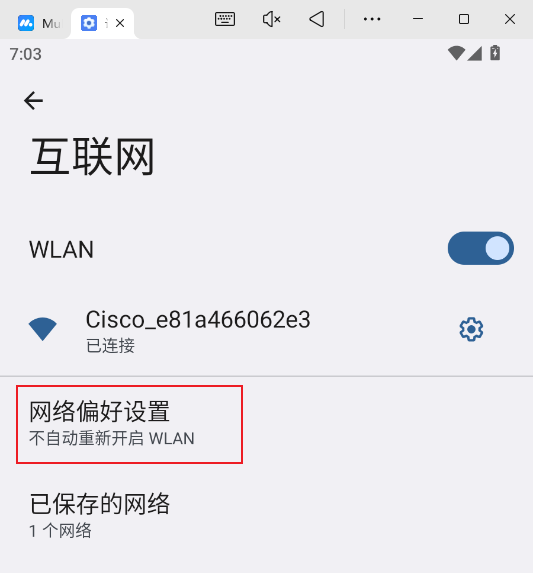 Mu
7:03
互联网
WLAN
Cisco_e81a466062e3
已连接
网络偏好设置
不自动重新开启 WLAN
已保存的网络
1 个网络